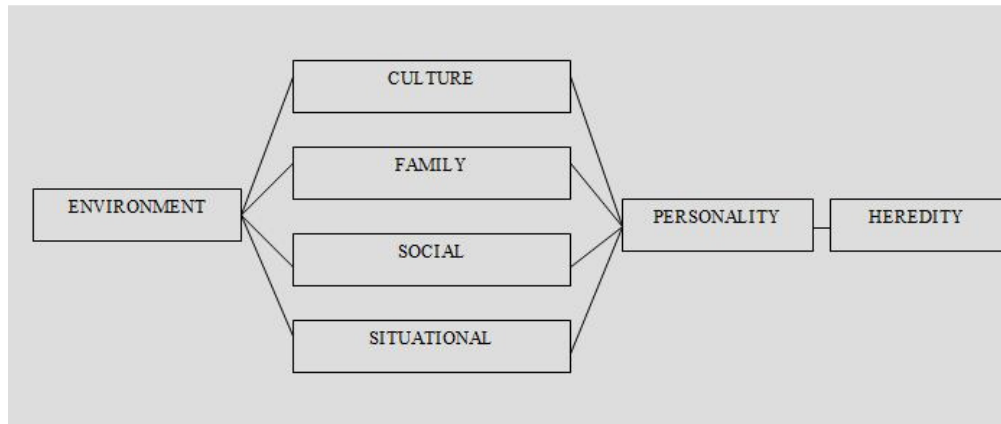 CULTURE
FAMILY
ENVIRONMENT
PERSONALITY
HEREDITY
SOCIAL
SITUATIONAL